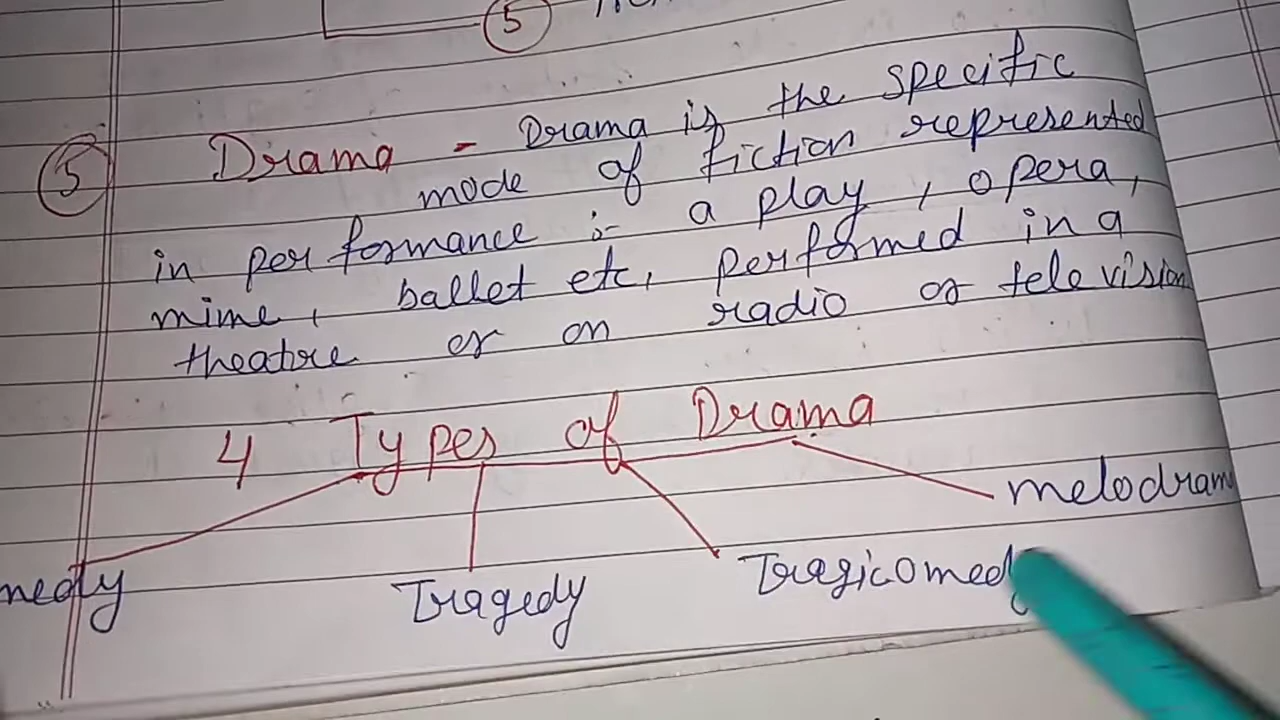 5
5 Drama - Drama is the specific
mode of fiction represented
in performance :- a play, opera,
mime, ballet etc, performed in a
theatre or on radio or television
4 Types of Drama
melodram
medy Tragedy Tragicomedy